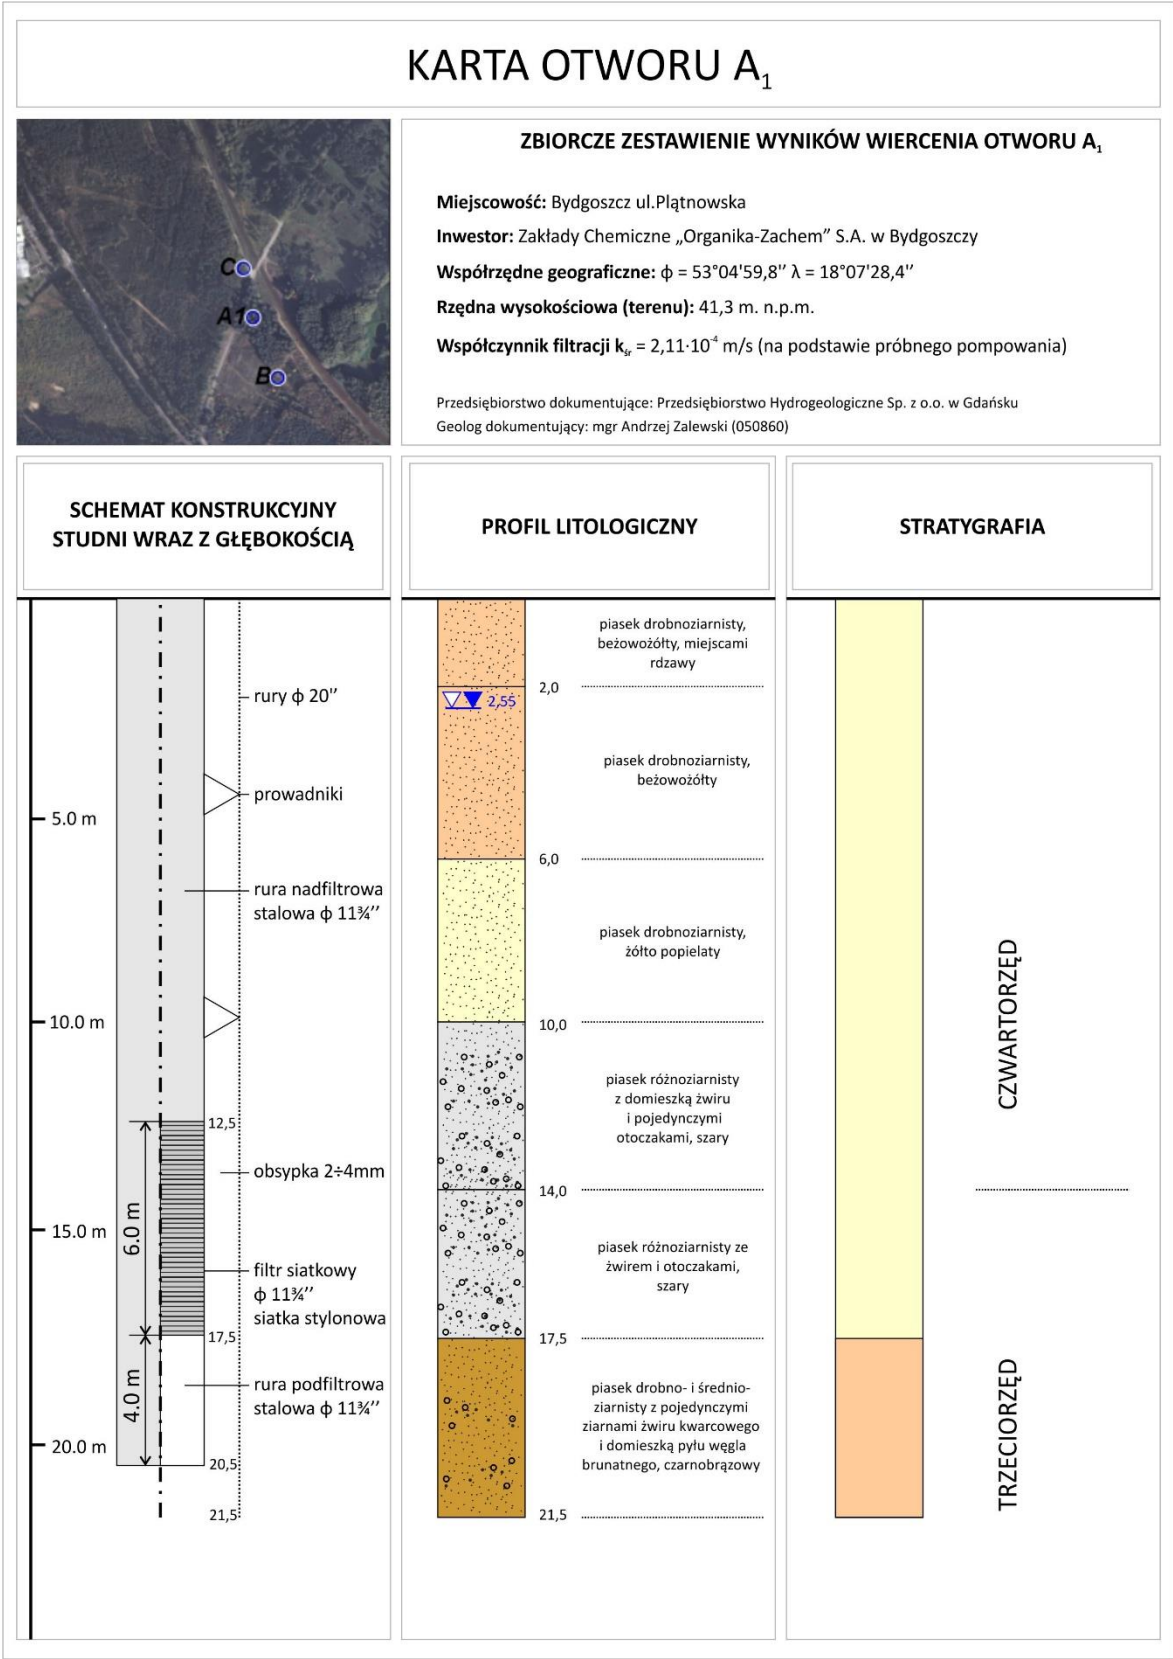 KARTA OTWORU A₁
C
A1
B
ZBIORCZE ZESTAWIENIE WYNIKÓW WIERCENIA OTWORU A₁
Miejscowość: Bydgoszcz ul.Plątnowska
Inwestor: Zakłady Chemiczne „Organika-Zachem” S.A. w Bydgoszczy
Współrzędne geograficzne: ϕ = 53°04'59,8'' λ = 18°07'28,4''
Rzędna wysokościowa (terenu): 41,3 m. n.p.m.
Współczynnik filtracji kśr = 2,11·10⁻⁴ m/s (na podstawie próbnego pompowania)
Przedsiębiorstwo dokumentujące: Przedsiębiorstwo Hydrogeologiczne Sp. z o.o. w Gdańsku
Geolog dokumentujący: mgr Andrzej Zalewski (050860)
SCHEMAT KONSTRUKCYJNY
STUDNI WRAZ Z GŁĘBOKOŚCIĄ
5.0 m
10.0 m
15.0 m
20.0 m
rury ϕ 20''
prowadniki
rura nadfiltrowa
stalowa ϕ 11¾''
12,5
obsypka 2÷4mm
6.0 m
filtr siatkowy
ϕ 11¾''
siatka stylonowa
17,5
4.0 m
rura podfiltrowa
stalowa ϕ 11¾''
20,5
21,5
PROFIL LITOLOGICZNY
piasek drobnoziarnisty,
beżowożółty, miejscami
rdzawy
2,0
2,55
piasek drobnoziarnisty,
beżowożółty
6,0
piasek drobnoziarnisty,
żółto popielaty
10,0
piasek różnoziarnisty
z domieszką żwiru
i pojedynczymi
otoczakami, szary
14,0
piasek różnoziarnisty ze
żwirem i otoczakami,
szary
17,5
piasek drobno- i średnio-
ziarnisty z pojedynczymi
ziarnami żwiru kwarcowego
i domieszką pyłu węgla
brunatnego, czarnobrązowy
21,5
STRATYGRAFIA
CZWARTORZĘD
TRZECIORZĘD